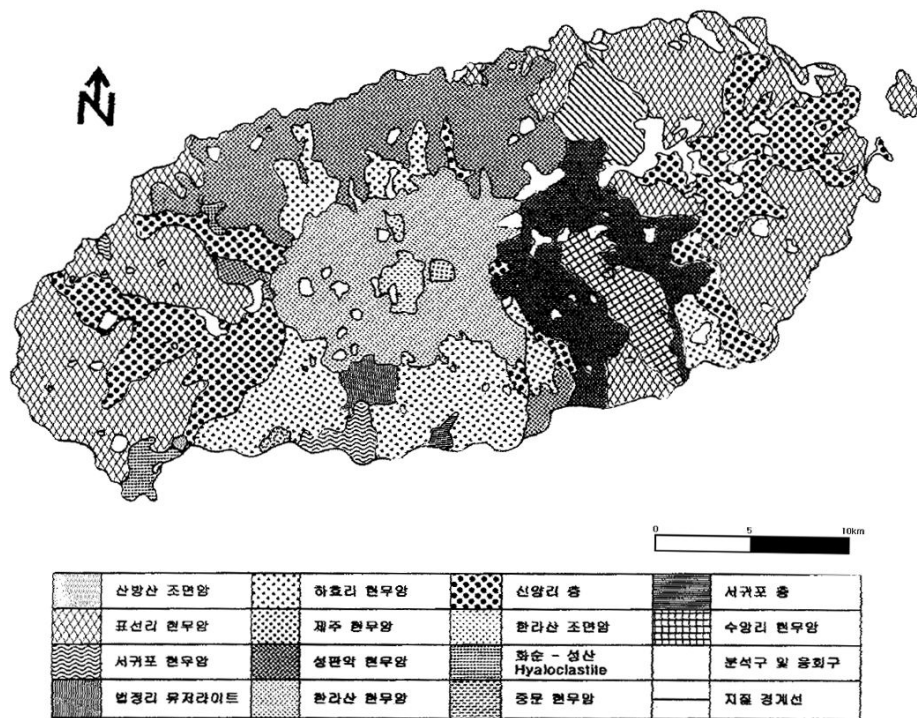 N
0 5 10km
산방산 조면암 하효리 현무암 신양리 층 서귀포 층
표선리 현무암 제주 현무암 한라산 조면암 수망리 현무암
서귀포 현무암 성판악 현무암 화순 - 성산 Hyaloclastile 분석구 및 응회구
법정리 뮤저라이트 한라산 현무암 중문 현무암 지질 경계선